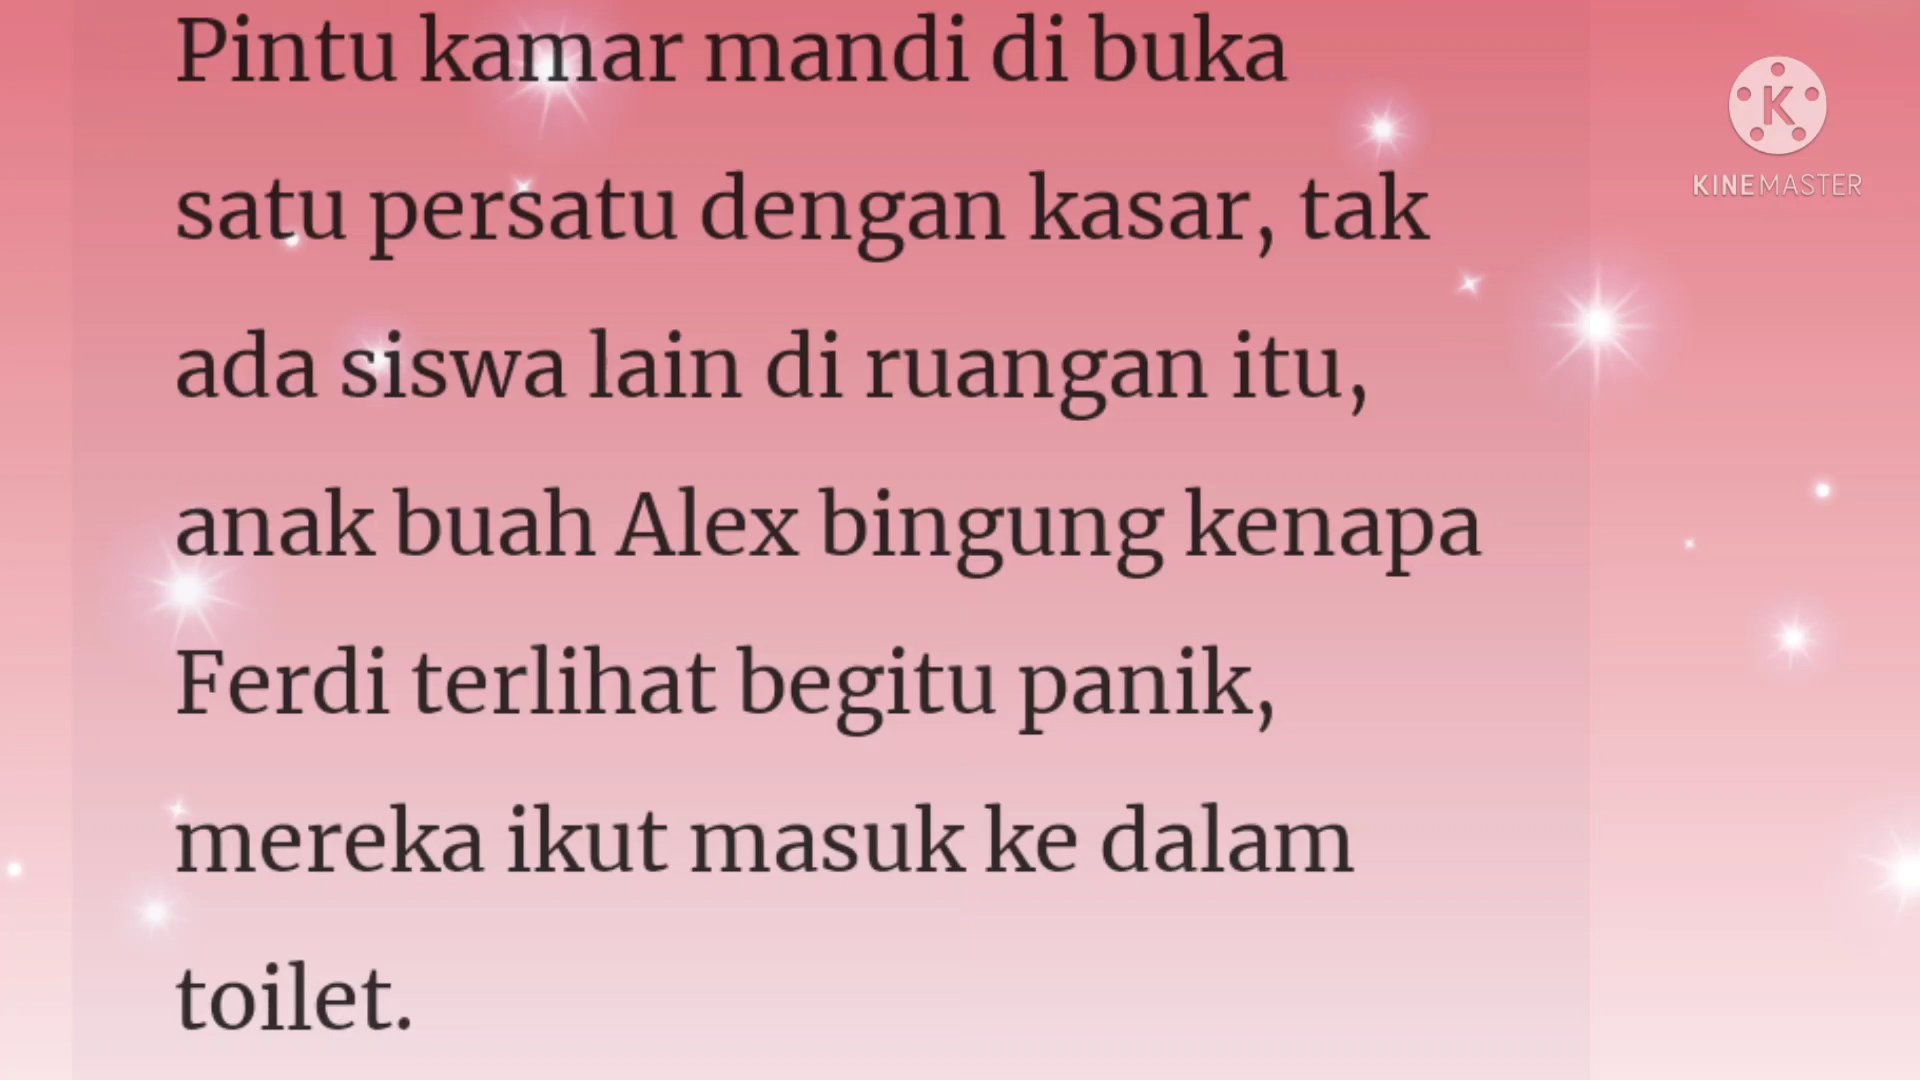 Pintu kamar mandi di buka
satu persatu dengan kasar, tak
ada siswa lain di ruangan itu,
anak buah Alex bingung kenapa
Ferdi terlihat begitu panik,
mereka ikut masuk ke dalam
toilet.
K
KINEMASTER